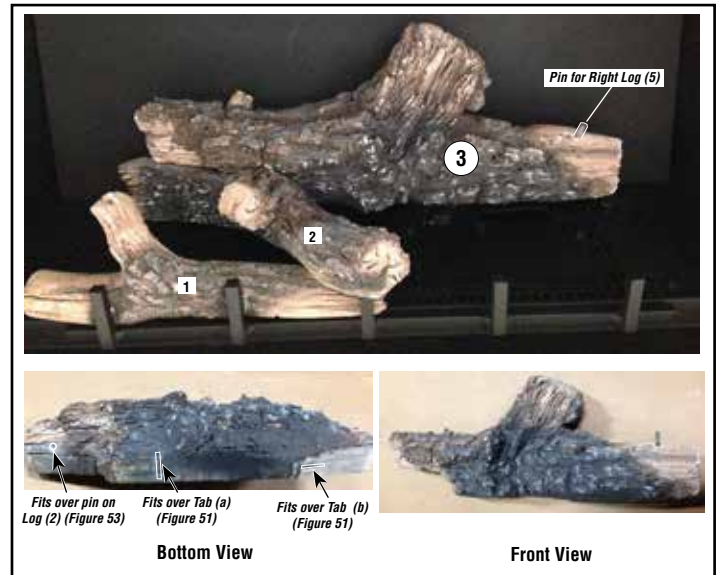 Pin for Right Log (5)
3
2
1
Fits over pin on
Log (2) (Figure 53)
Fits over Tab (a)
(Figure 51)
Fits over Tab (b)
(Figure 51)
Bottom View
Front View